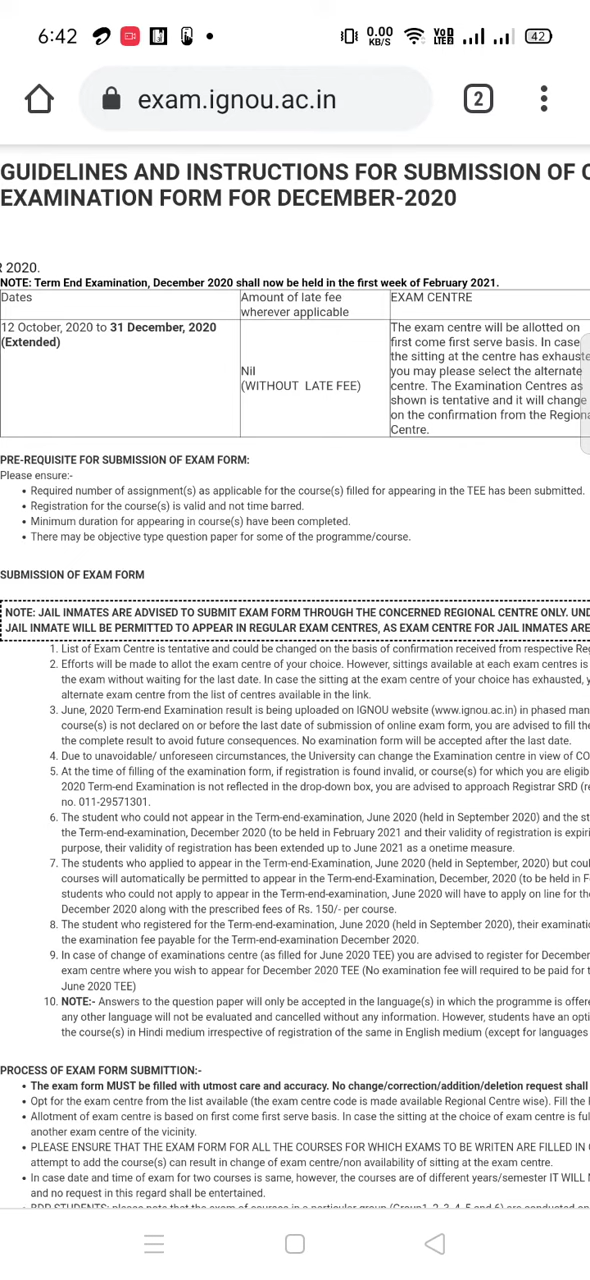 6:42
0.00
KB/S
VoD
LTE2
42
exam.ignou.ac.in
2
GUIDELINES AND INSTRUCTIONS FOR SUBMISSION OF
EXAMINATION FORM FOR DECEMBER-2020
2020.
NOTE: Term End Examination, December 2020 shall now be held in the first week of February 2021.
Dates
Amount of late fee
wherever applicable
EXAM CENTRE
12 October, 2020 to 31 December, 2020
(Extended)
Nil
(WITHOUT LATE FEE)
The exam centre will be allotted on
first come first serve basis. In case
the sitting at the centre has exhauste
you may please select the alternate
centre. The Examination Centres as
shown is tentative and it will change
on the confirmation from the Regiona
Centre.
PRE-REQUISITE FOR SUBMISSION OF EXAM FORM:
Please ensure:-
• Required number of assignment(s) as applicable for the course(s) filled for appearing in the TEE has been submitted.
• Registration for the course(s) is valid and not time barred.
• Minimum duration for appearing in course(s) have been completed.
• There may be objective type question paper for some of the programme/course.
SUBMISSION OF EXAM FORM
NOTE: JAIL INMATES ARE ADVISED TO SUBMIT EXAM FORM THROUGH THE CONCERNED REGIONAL CENTRE ONLY. UND
JAIL INMATE WILL BE PERMITTED TO APPEAR IN REGULAR EXAM CENTRES, AS EXAM CENTRE FOR JAIL INMATES ARE
1. List of Exam Centre is tentative and could be changed on the basis of confirmation received from respective Reg
2. Efforts will be made to allot the exam centre of your choice. However, sittings available at each exam centres is
the exam without waiting for the last date. In case the sitting at the exam centre of your choice has exhausted, y
alternate exam centre from the list of centres available in the link.
3. June, 2020 Term-end Examination result is being uploaded on IGNOU website (www.ignou.ac.in) in phased man
course(s) is not declared on or before the last date of submission of online exam form, you are advised to fill the
the complete result to avoid future consequences. No examination form will be accepted after the last date.
4. Due to unavoidable/ unforeseen circumstances, the University can change the Examination centre in view of CO
5. At the time of filling of the examination form, if registration is found invalid, or course(s) for which you are eligib
2020 Term-end Examination is not reflected in the drop-down box, you are advised to approach Registrar SRD (re
no. 011-29571301.
6. The student who could not appear in the Term-end-examination, June 2020 (held in September 2020) and the st
the Term-end-examination, December 2020 (to be held in February 2021 and their validity of registration is expiri
purpose, their validity of registration has been extended up to June 2021 as a onetime measure.
7. The students who applied to appear in the Term-end-Examination, June 2020 (held in September, 2020) but coul
courses will automatically be permitted to appear in the Term-end-Examination, December, 2020 (to be held in F
students who could not apply to appear in the Term-end-examination, June 2020 will have to apply on line for the
December 2020 along with the prescribed fees of Rs. 150/- per course.
8. The student who registered for the Term-end-examination, June 2020 (held in September 2020), their examinatio
the examination fee payable for the Term-end-examination December 2020.
9. In case of change of examinations centre (as filled for June 2020 TEE) you are advised to register for December
exam centre where you wish to appear for December 2020 TEE (No examination fee will required to be paid for t
June 2020 TEE)
10. NOTE:- Answers to the question paper will only be accepted in the language(s) in which the programme is offere
any other language will not be evaluated and cancelled without any information. However, students have an opti
the course(s) in Hindi medium irrespective of registration of the same in English medium (except for languages
PROCESS OF EXAM FORM SUBMITTION:-
• The exam form MUST be filled with utmost care and accuracy. No change/correction/addition/deletion request shall
• Opt for the exam centre from the list available (the exam centre code is made available Regional Centre wise). Fill the
• Allotment of exam centre is based on first come first serve basis. In case the sitting at the choice of exam centre is ful
another exam centre of the vicinity.
• PLEASE ENSURE THAT THE EXAM FORM FOR ALL THE COURSES FOR WHICH EXAMS TO BE WRITEN ARE FILLED IN
attempt to add the course(s) can result in change of exam centre/non availability of sitting at the exam centre.
• In case date and time of exam for two courses is same, however, the courses are of different years/semester IT WILL
and no request in this regard shall be entertained.
• BDP STUDENTS: please note that the exam of courses in a particular group (Group1, 2, 3, 4, 5 and 6) are conducted on